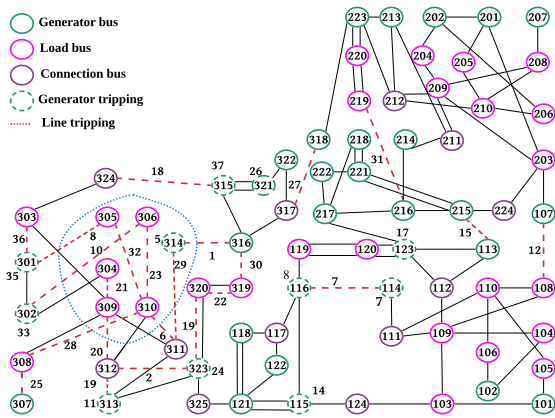 Generator bus
Load bus
Connection bus
Generator tripping
Line tripping
223 213 202 201 207
220 204 205 208
219 212 209 210 206
318 218 214 211
322 31 203
324 18 37 315 26 321 27 222 221
303 305 306 317 217 216 215 224 107
36 8 5 314 1 316 17 15
301 32 10 29 119 120 123 113 12
35 304 23 30 8
302 21 320 22 319 116 7 114 112 110 108
33 309 310 7
28 6 19 118 117 111 109 104
308 20 311 106
25 312 2 323 24 122 105
19 14 102
307 11 313 325 121 115 124 103 101